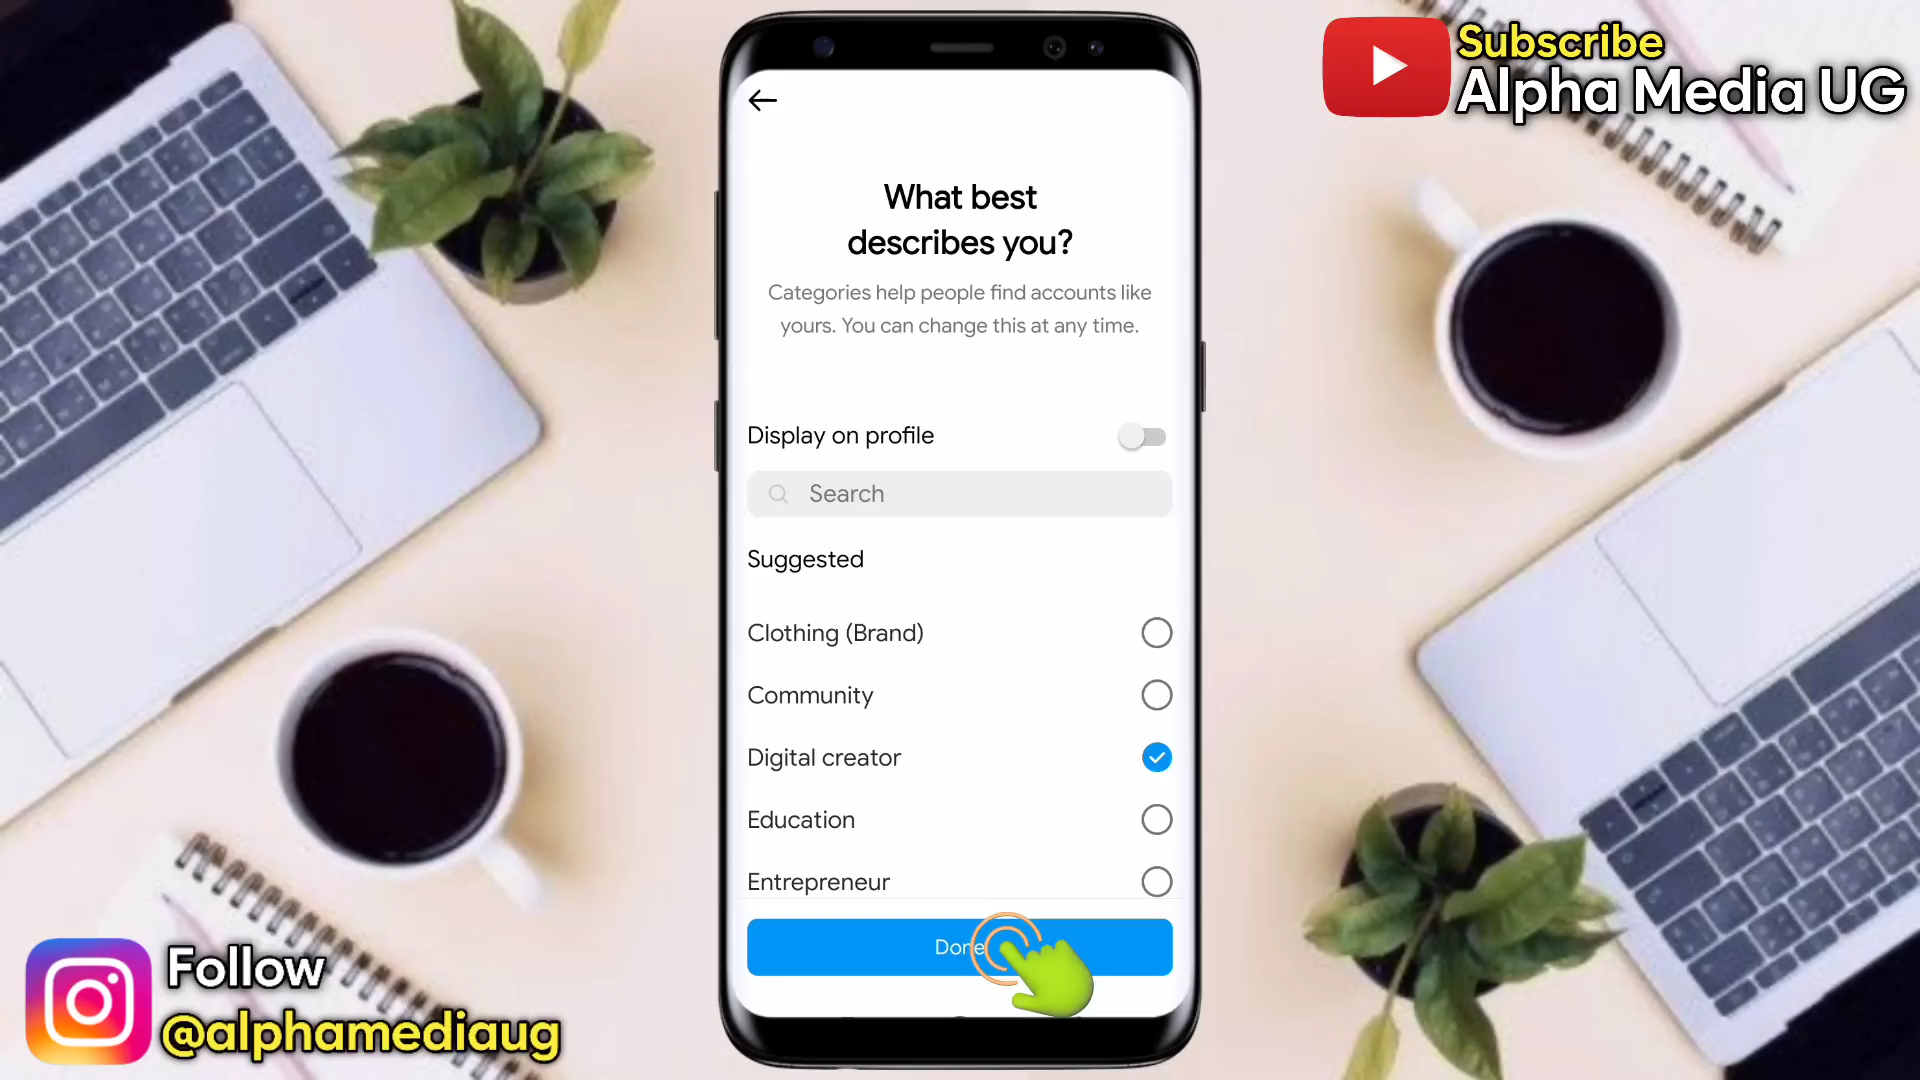 Subscribe
Alpha Media UG
What best
describes you?
Categories help people find accounts like
yours. You can change this at any time.
Display on profile
Search
Suggested
Clothing (Brand)
Community
Digital creator
Education
Entrepreneur
Done
Follow
@alphamediaug